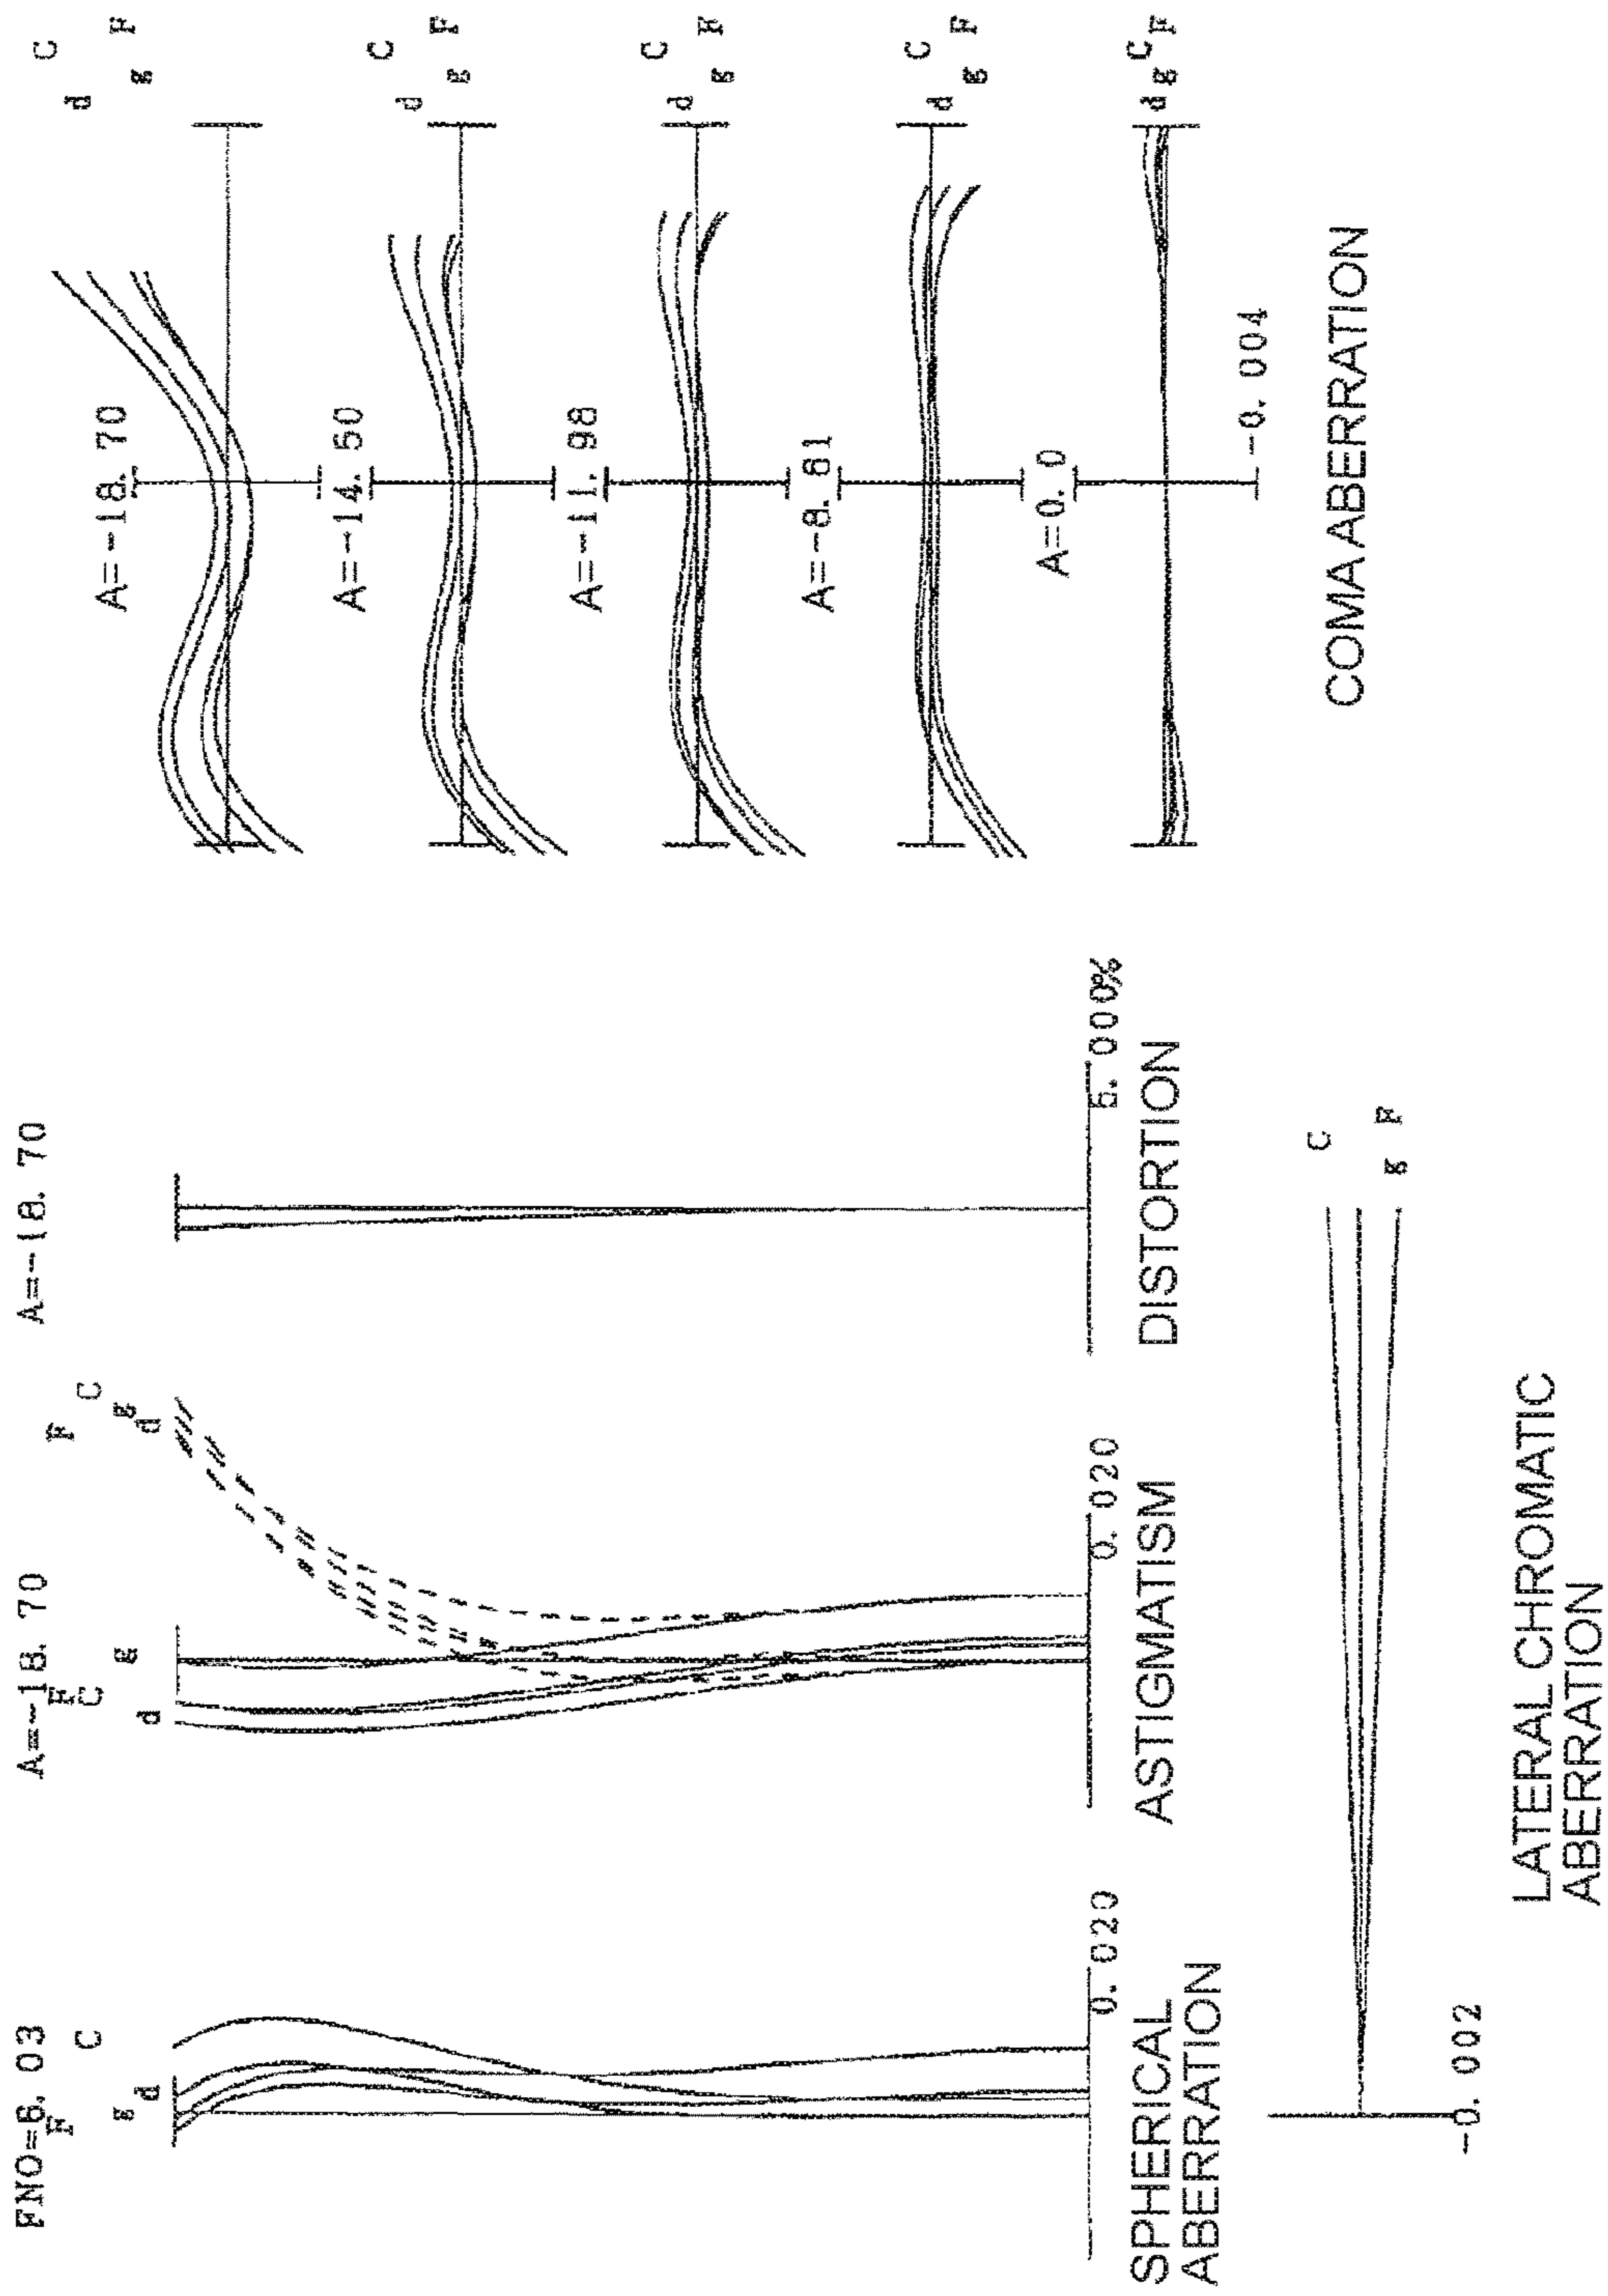 FNO=6. 03
F
C
g
d
0. 020
SPHERICAL
ABERRATION
A=-18. 70
F
C
g
d
F
C
g
d
0. 020
ASTIGMATISM
A=-18. 70
5. 000%
DISTORTION
C
F
g
-0. 002
LATERAL CHROMATIC
ABERRATION
A=-18. 70
C
F
d
g
A=-14. 50
C
F
d
g
A=-11. 98
C
F
d
g
A=-8. 61
C
F
d
g
A=0. 0
C
F
d
g
-0. 004
COMA ABERRATION